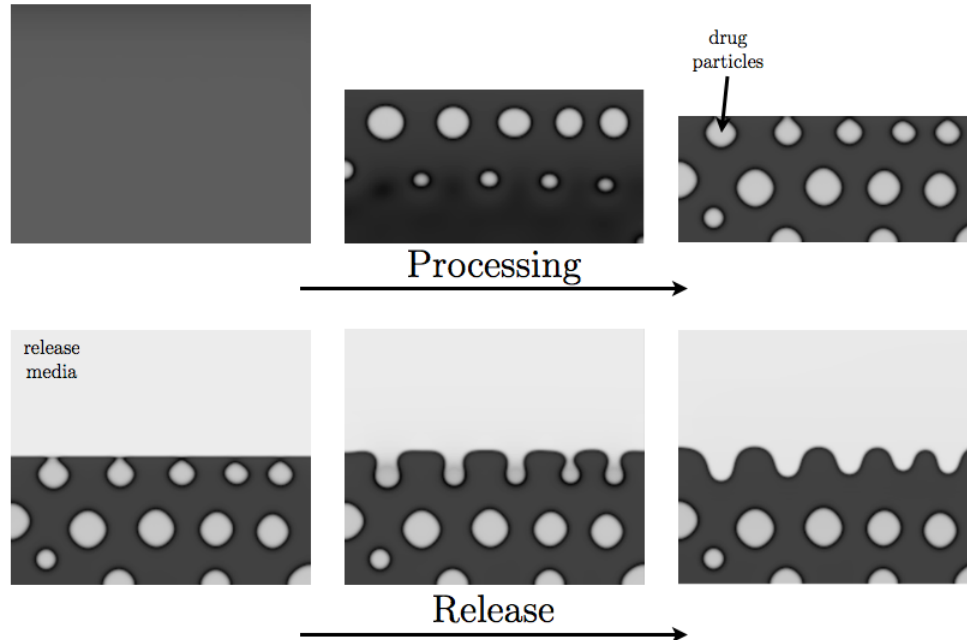 drug
particles
Processing
release
media
Release